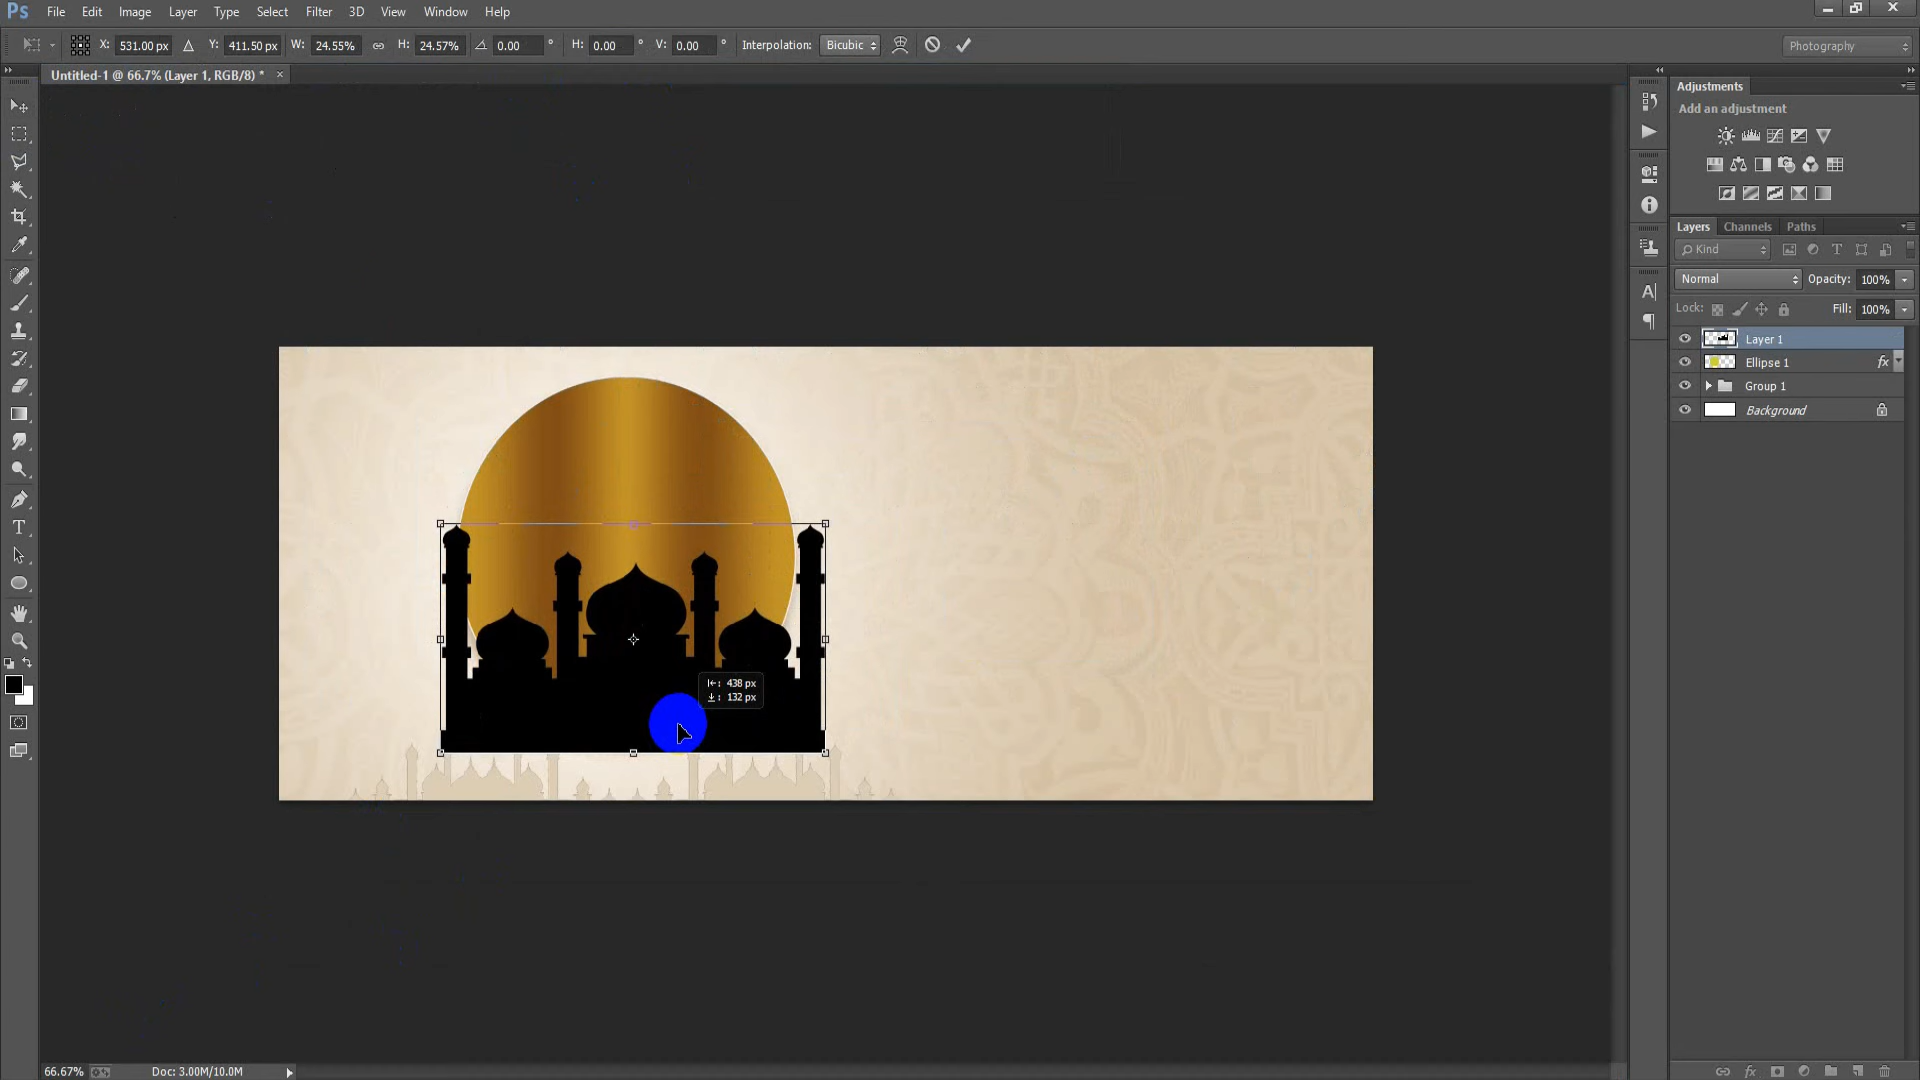 Ps File Edit Image Layer Type Select Filter 3D View Window Help
X: 531.00 px Y: 411.50 px W: 24.55% H: 24.57% 0.00 ° H: 0.00 ° V: 0.00 ° Interpolation: Bicubic Photography
Untitled-1 @ 66.7% (Layer 1, RGB/8) * ×
Adjustments
Add an adjustment
Layers Channels Paths
Kind
Normal Opacity: 100%
Lock: Fill: 100%
Layer 1
Ellipse 1 fx
Group 1
Background
438 px
132 px
66.67% Doc: 3.00M/10.0M